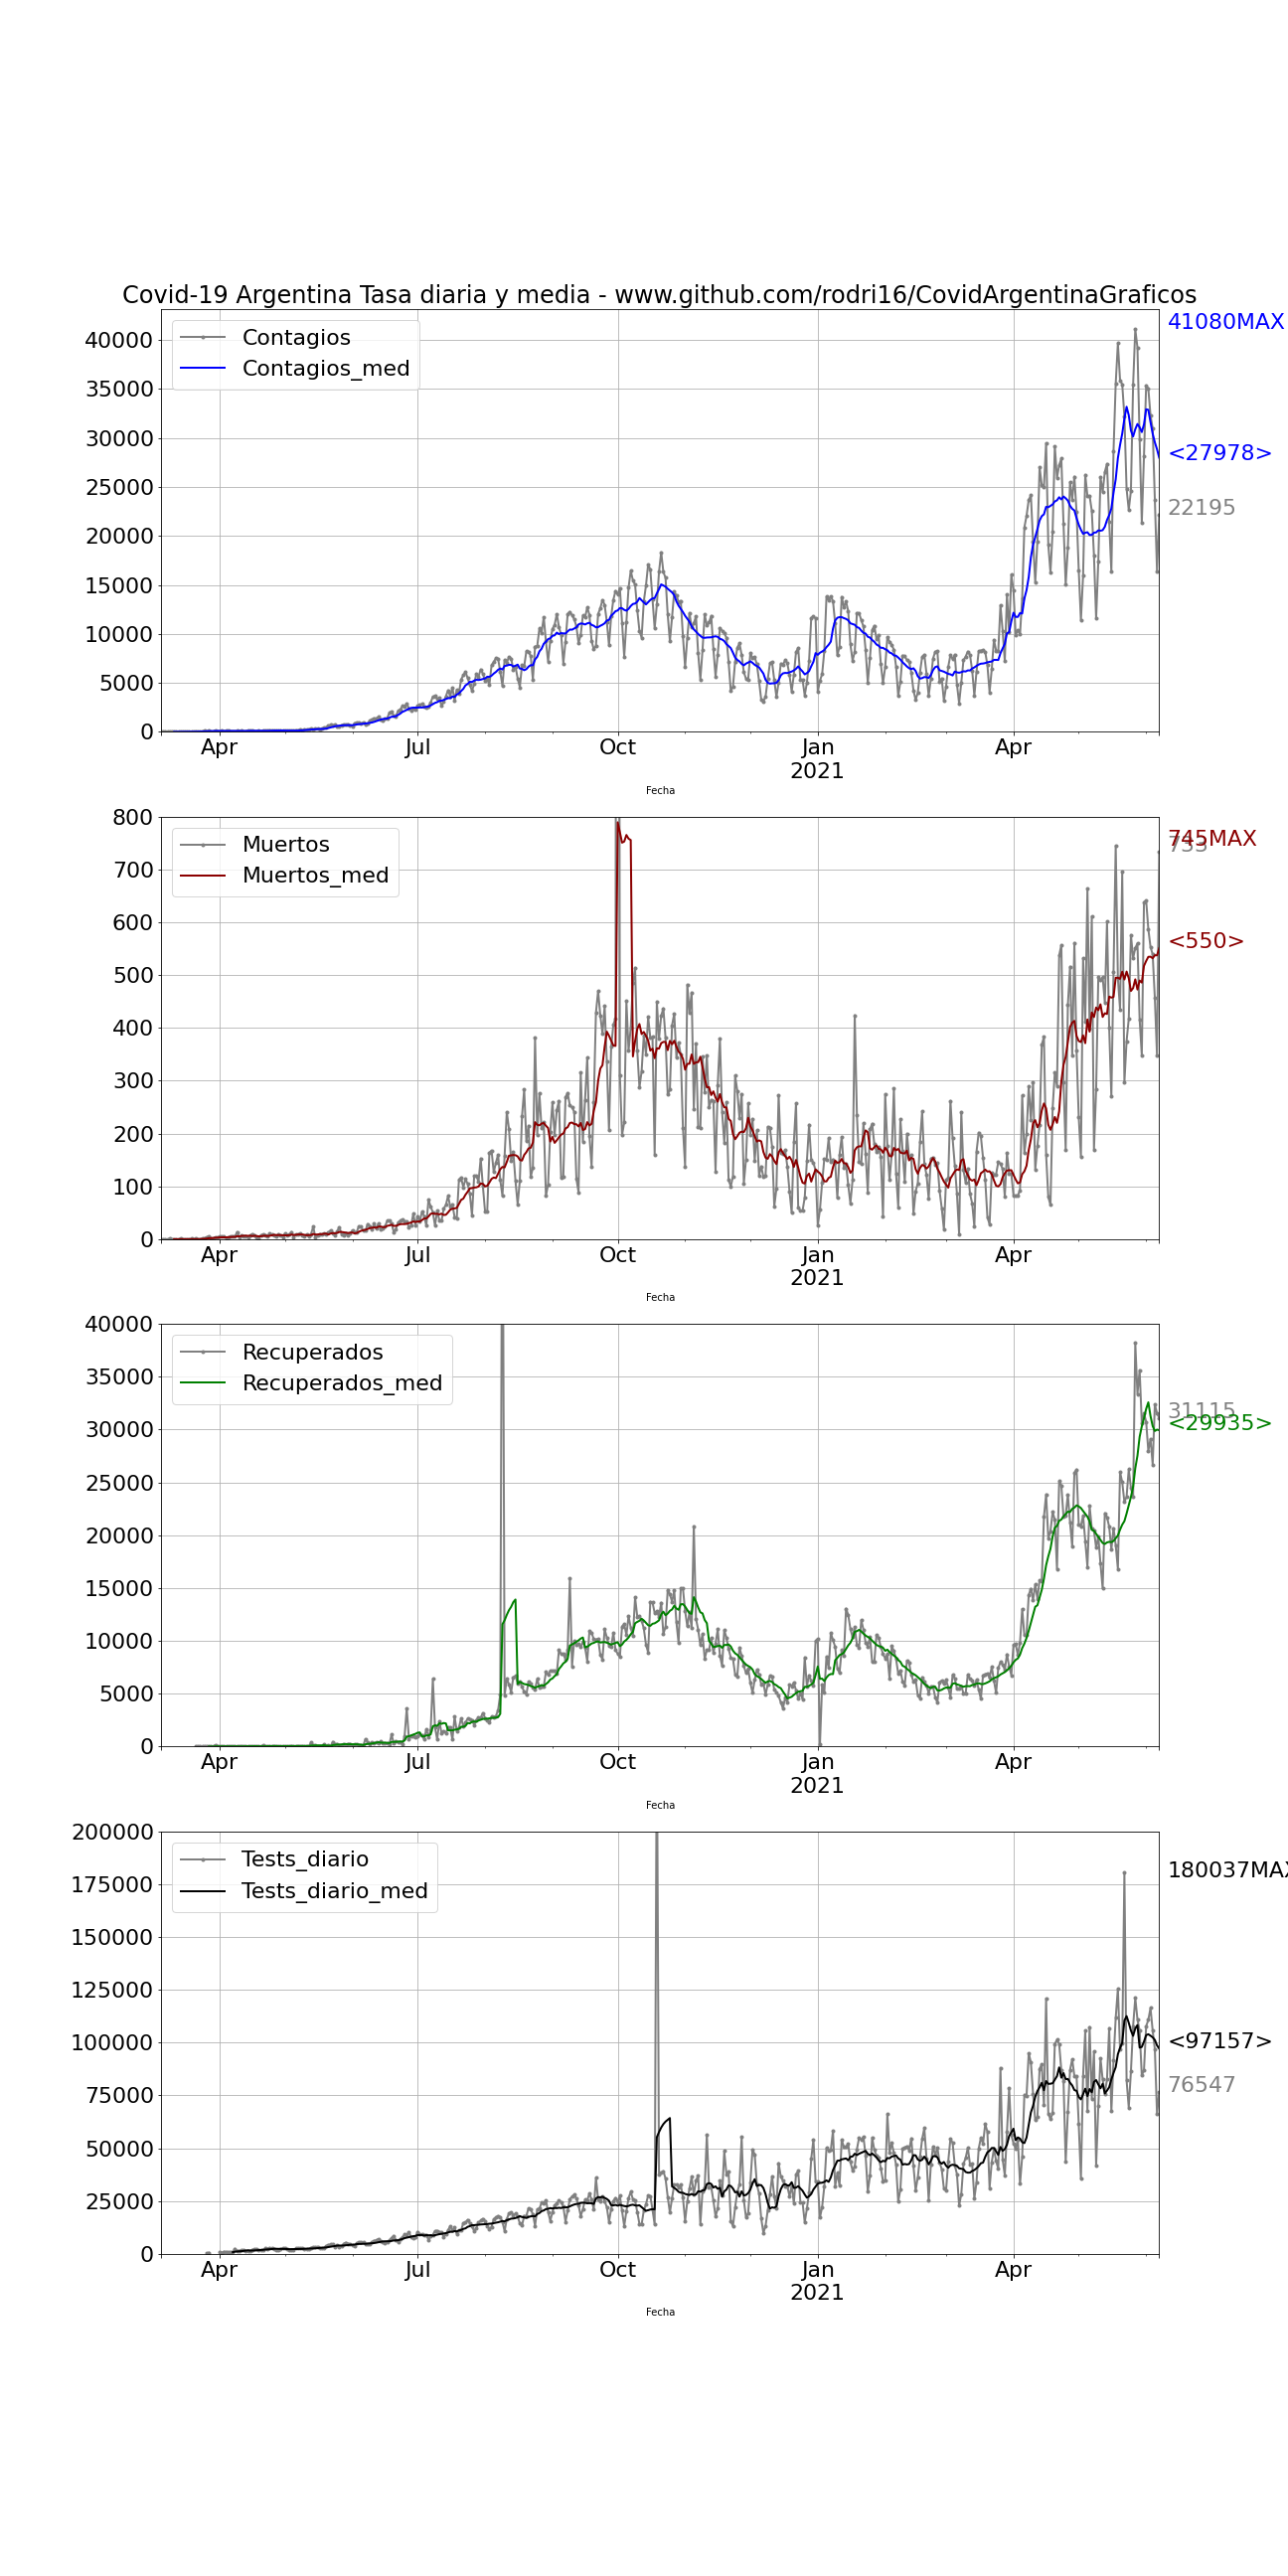 Covid-19 Argentina Tasa diaria y media - www.github.com/rodri16/CovidArgentinaGraficos
41080MAX
40000
35000
30000
25000
20000
15000
10000
5000
0
Contagios
Contagios_med
<27978>
22195
Apr
Jul
Oct
Jan
2021
Apr
Fecha
800
700
600
500
400
300
200
100
0
Muertos
Muertos_med
745MAX
733
<550>
Apr
Jul
Oct
Jan
2021
Apr
Fecha
40000
35000
30000
25000
20000
15000
10000
5000
0
Recuperados
Recuperados_med
31115
<29935>
Apr
Jul
Oct
Jan
2021
Apr
Fecha
200000
175000
150000
125000
100000
75000
50000
25000
0
Tests_diario
Tests_diario_med
180037MAX
<97157>
76547
Apr
Jul
Oct
Jan
2021
Apr
Fecha